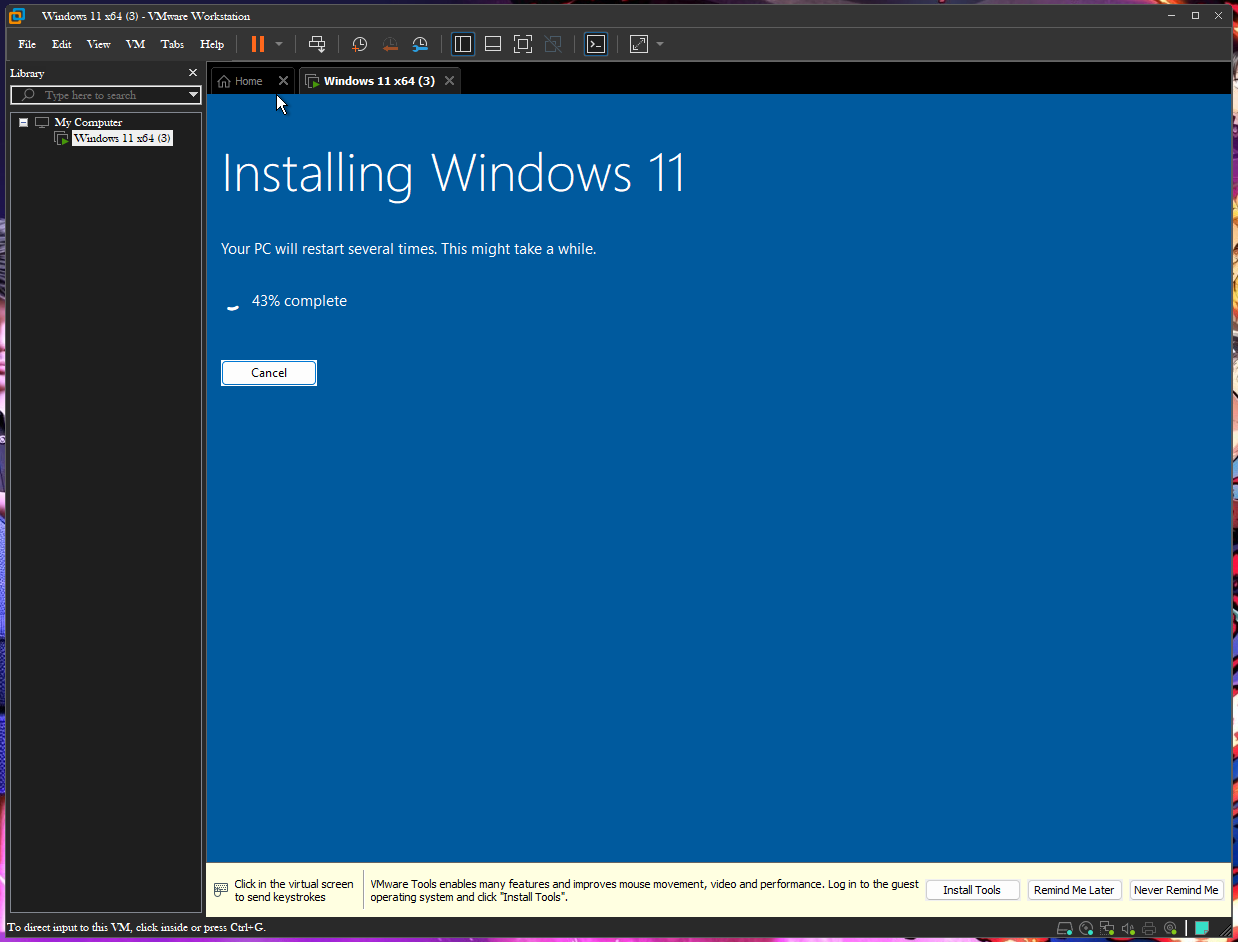 Windows 11 x64 (3) - VMware Workstation
File Edit View VM Tabs Help
Library
Type here to search
My Computer
Windows 11 x64 (3)
Home
Windows 11 x64 (3)
Installing Windows 11
Your PC will restart several times. This might take a while.
43% complete
Cancel
Click in the virtual screen
to send keystrokes
VMware Tools enables many features and improves mouse movement, video and performance. Log in to the guest
operating system and click "Install Tools".
Install Tools
Remind Me Later
Never Remind Me
To direct input to this VM, click inside or press Ctrl+G.